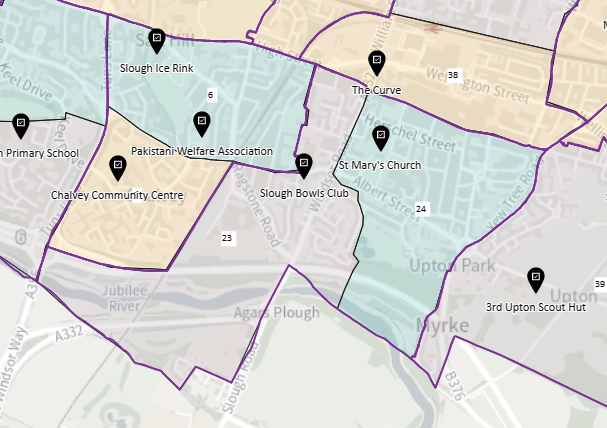 Slough Ice Rink
Keel Drive
6
The Curve
38
Wellington Street
Herschel Street
n Primary School
Pakistani Welfare Association
St Mary's Church
Chalvey Community Centre
Slough Bowls Club
Albert Street
24
23
6
Upton Park
39
Upton
3rd Upton Scout Hut
Jubilee
River
Agars Plough
Myrke
A332
Windsor Way
Slough Road
B376